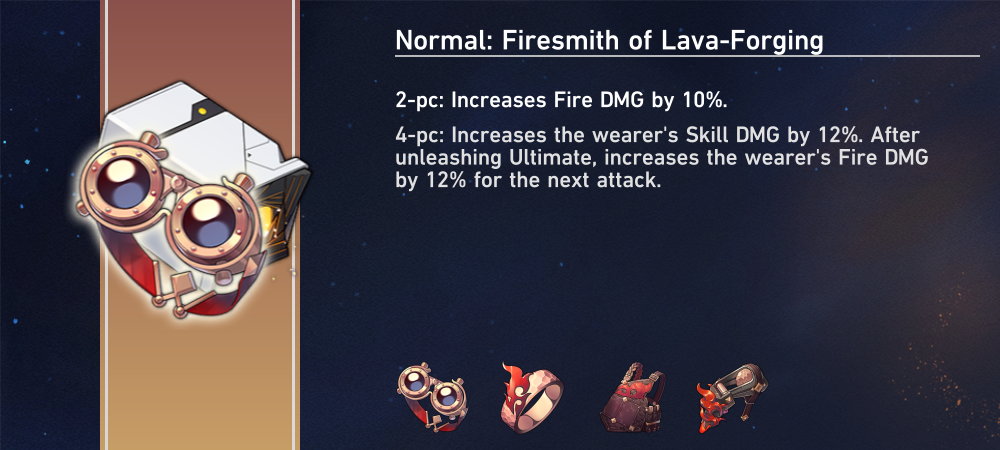 Normal: Firesmith of Lava-Forging
2-pc: Increases Fire DMG by 10%.
4-pc: Increases the wearer's Skill DMG by 12%. After
unleashing Ultimate, increases the wearer's Fire DMG
by 12% for the next attack.